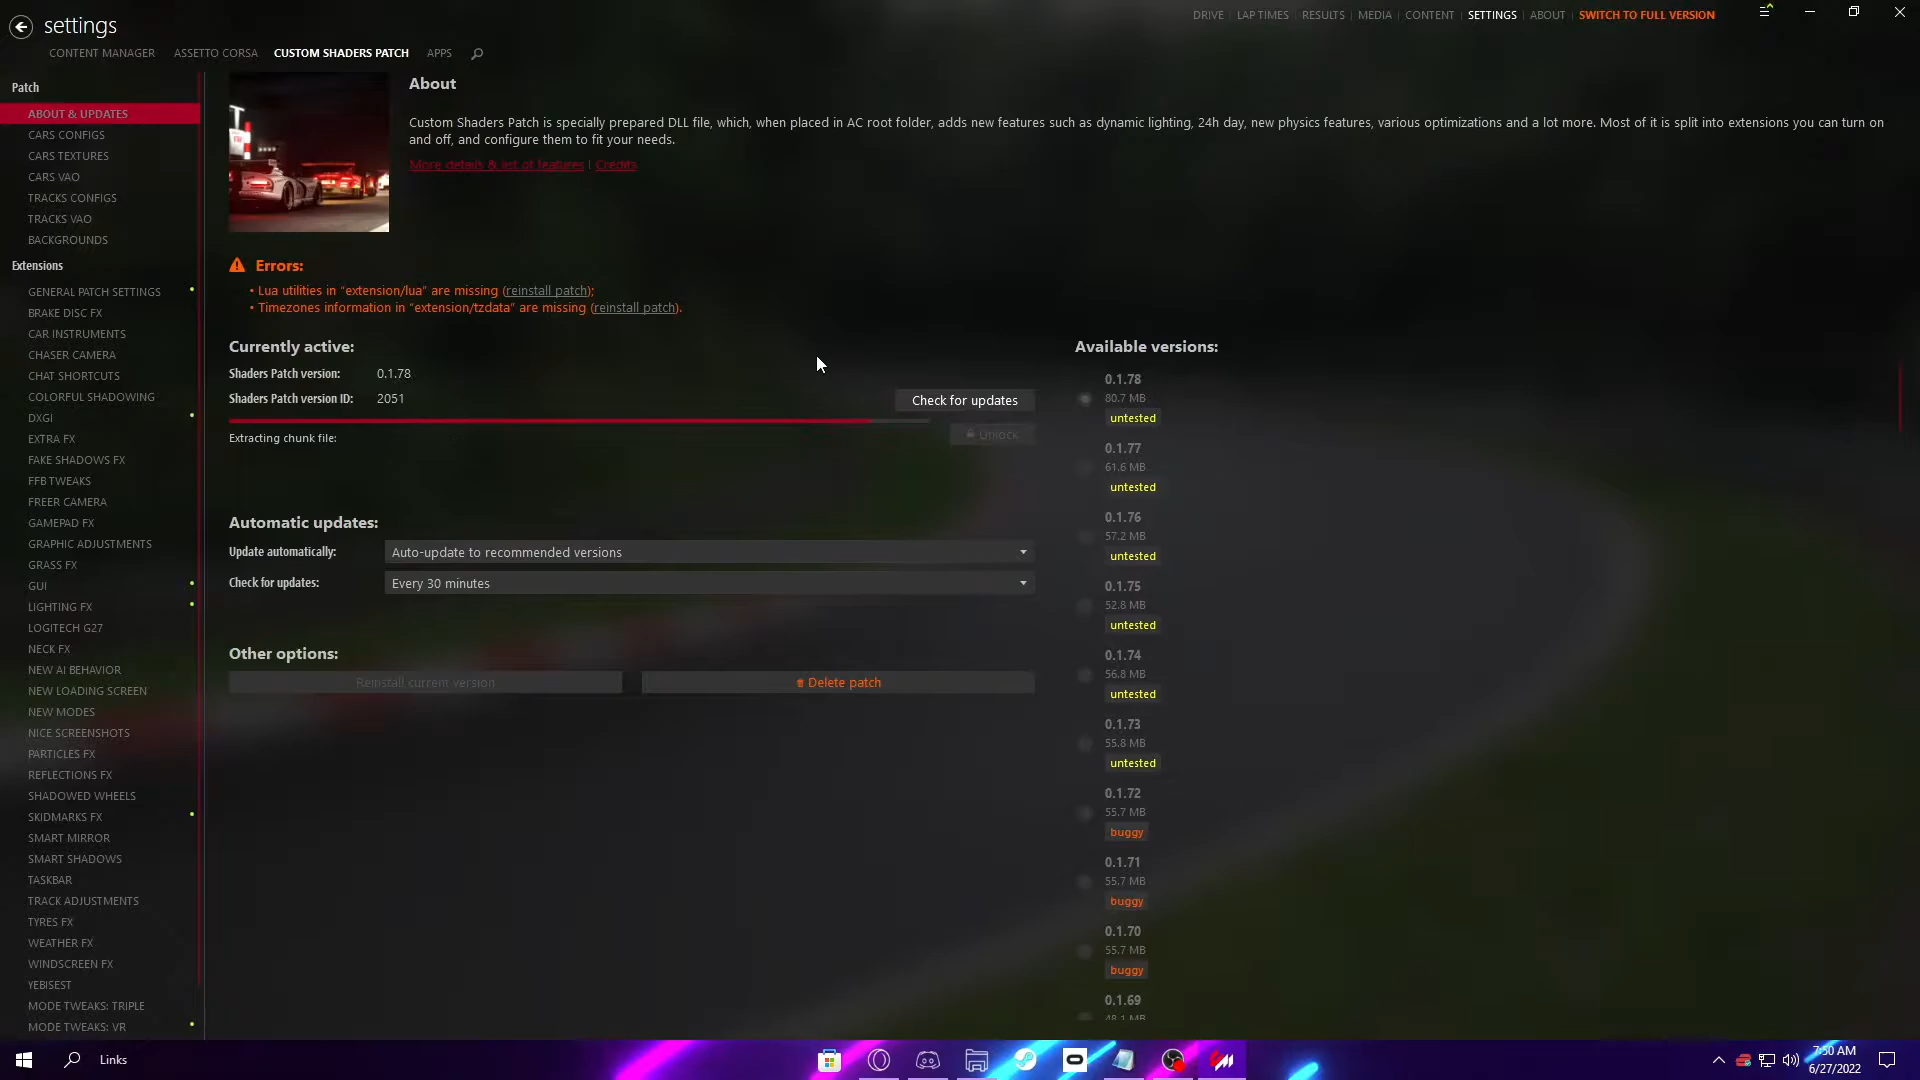 settings
DRIVE
LAP TIMES
RESULTS
MEDIA
CONTENT
SETTINGS
ABOUT
SWITCH TO FULL VERSION
CONTENT MANAGER
ASSETTO CORSA
CUSTOM SHADERS PATCH
APPS
Patch
ABOUT & UPDATES
CARS CONFIGS
CARS TEXTURES
CARS VAO
TRACKS CONFIGS
TRACKS VAO
BACKGROUNDS
Extensions
GENERAL PATCH SETTINGS
BRAKE DISC FX
CAR INSTRUMENTS
CHASER CAMERA
CHAT SHORTCUTS
COLORFUL SHADOWING
DXGI
EXTRA FX
FAKE SHADOWS FX
FFB TWEAKS
FREER CAMERA
GAMEPAD FX
GRAPHIC ADJUSTMENTS
GRASS FX
GUI
LIGHTING FX
LOGITECH G27
NECK FX
NEW AI BEHAVIOR
NEW LOADING SCREEN
NEW MODES
NICE SCREENSHOTS
PARTICLES FX
REFLECTIONS FX
SHADOWED WHEELS
SKIDMARKS FX
SMART MIRROR
SMART SHADOWS
TASKBAR
TRACK ADJUSTMENTS
TYRES FX
WEATHER FX
WINDSCREEN FX
YEBISEST
MODE TWEAKS: TRIPLE
MODE TWEAKS: VR
About
Custom Shaders Patch is specially prepared DLL file, which, when placed in AC root folder, adds new features such as dynamic lighting, 24h day, new physics features, various optimizations and a lot more. Most of it is split into extensions you can turn on
and off, and configure them to fit your needs.
More details & list of features | Credits
Errors:
• Lua utilities in “extension/lua” are missing (reinstall patch);
• Timezones information in “extension/tzdata” are missing (reinstall patch).
Currently active:
Shaders Patch version: 0.1.78
Shaders Patch version ID: 2051
Check for updates
Extracting chunk file:
Unlock
Automatic updates:
Update automatically: Auto-update to recommended versions
Check for updates: Every 30 minutes
Other options:
Reinstall current version
Delete patch
Available versions:
0.1.78
80.7 MB
untested
0.1.77
61.6 MB
untested
0.1.76
57.2 MB
untested
0.1.75
52.8 MB
untested
0.1.74
56.8 MB
untested
0.1.73
55.8 MB
untested
0.1.72
55.7 MB
buggy
0.1.71
55.7 MB
buggy
0.1.70
55.7 MB
buggy
0.1.69
48.1 MB
Links
7:50 AM
6/27/2022